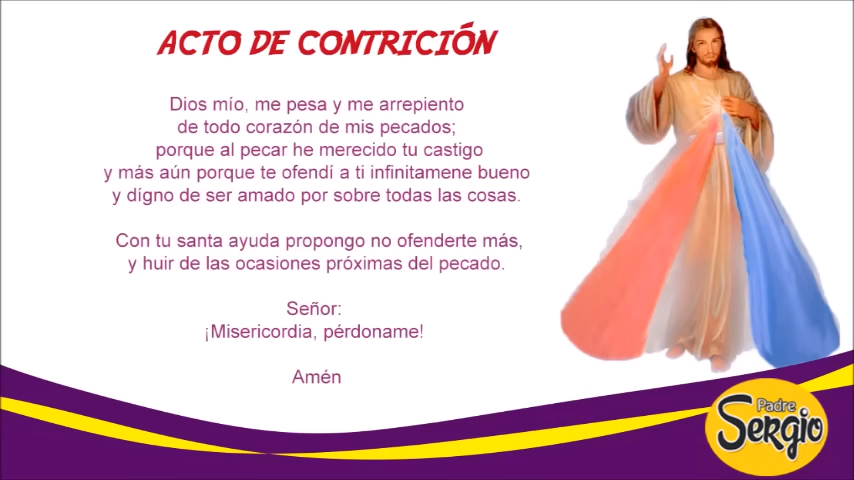 ACTO DE CONTRICIÓN
Dios mío, me pesa y me arrepiento
de todo corazón de mis pecados;
porque al pecar he merecido tu castigo
y más aún porque te ofendí a ti infinitamene bueno
y dígno de ser amado por sobre todas las cosas.
Con tu santa ayuda propongo no ofenderte más,
y huir de las ocasiones próximas del pecado.
Señor:
¡Misericordia, pérdoname!
Amén
Padre
Sergio